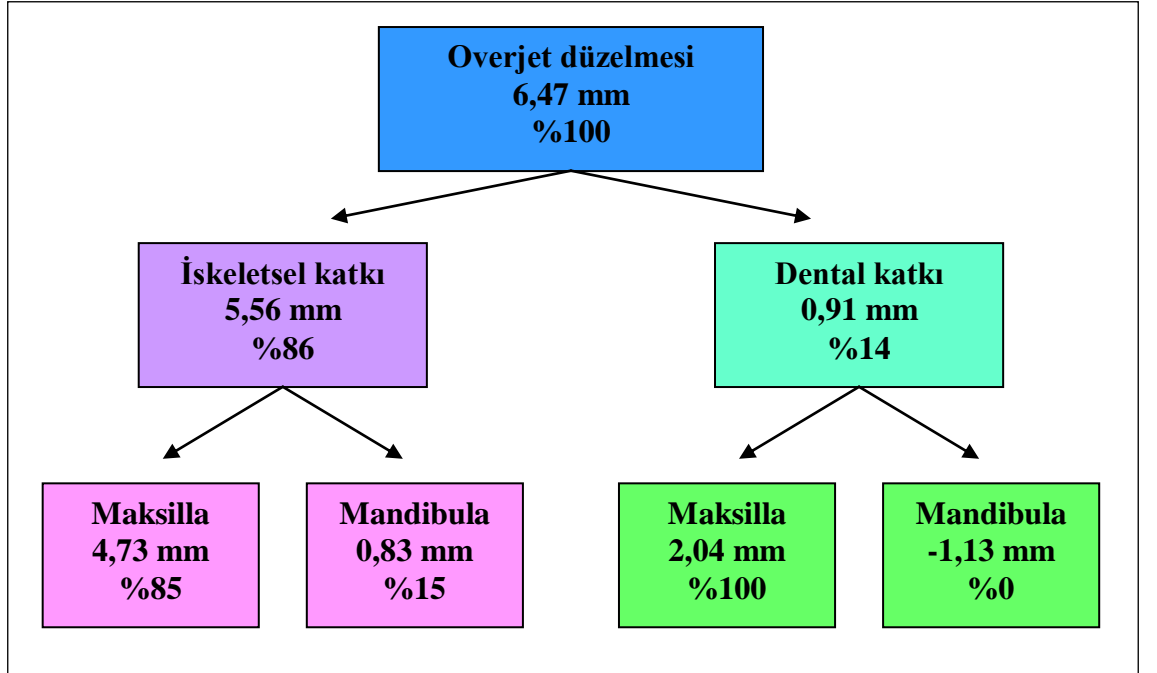 Overjet düzelmesi
6,47 mm
%100
İskeletsel katkı
5,56 mm
%86
Dental katkı
0,91 mm
%14
Maksilla
4,73 mm
%85
Mandibula
0,83 mm
%15
Maksilla
2,04 mm
%100
Mandibula
-1,13 mm
%0